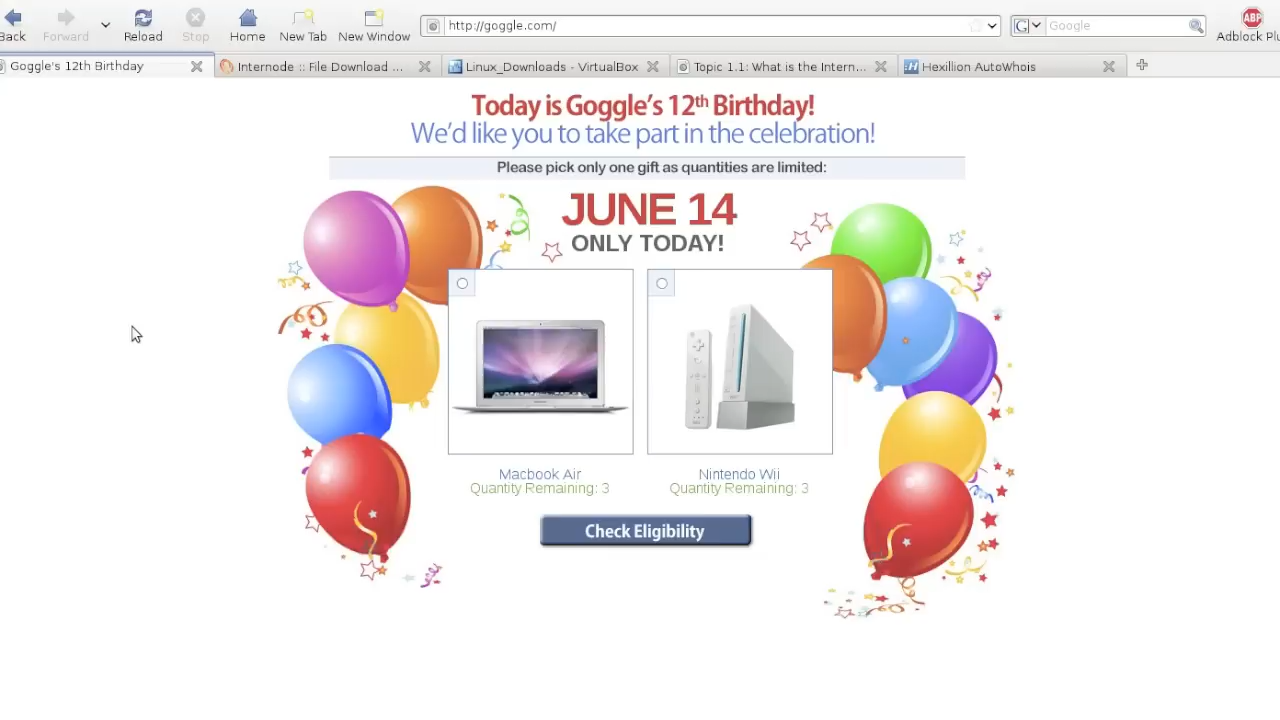 Back
Forward
Reload
Stop
Home
New Tab
New Window
http://goggle.com/
G
Google
ABP
Adblock Plu
Goggle's 12th Birthday
Internode :: File Download ...
Linux_Downloads - VirtualBox
Topic 1.1: What is the Intern...
H
Hexillion AutoWhois
Today is Goggle's 12th Birthday!
We'd like you to take part in the celebration!
Please pick only one gift as quantities are limited:
JUNE 14
ONLY TODAY!
Macbook Air
Quantity Remaining: 3
Nintendo Wii
Quantity Remaining: 3
Check Eligibility